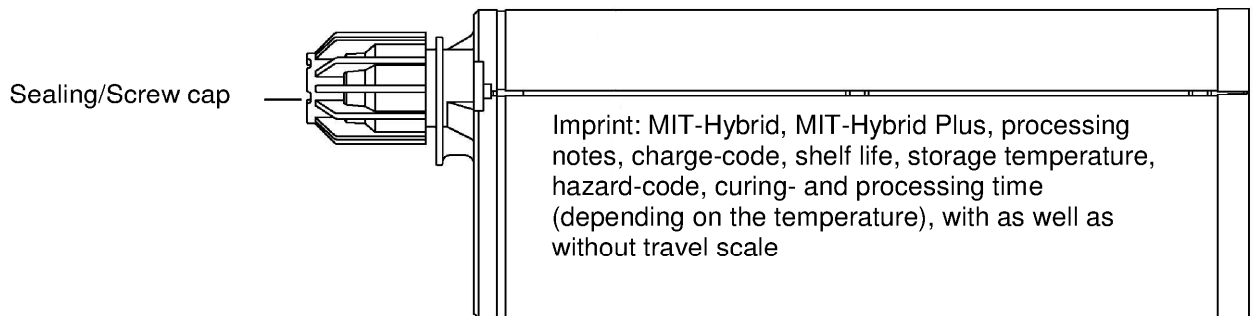 Sealing/Screw cap
Imprint: MIT-Hybrid, MIT-Hybrid Plus, processing
notes, charge-code, shelf life, storage temperature,
hazard-code, curing- and processing time
(depending on the temperature), with as well as
without travel scale